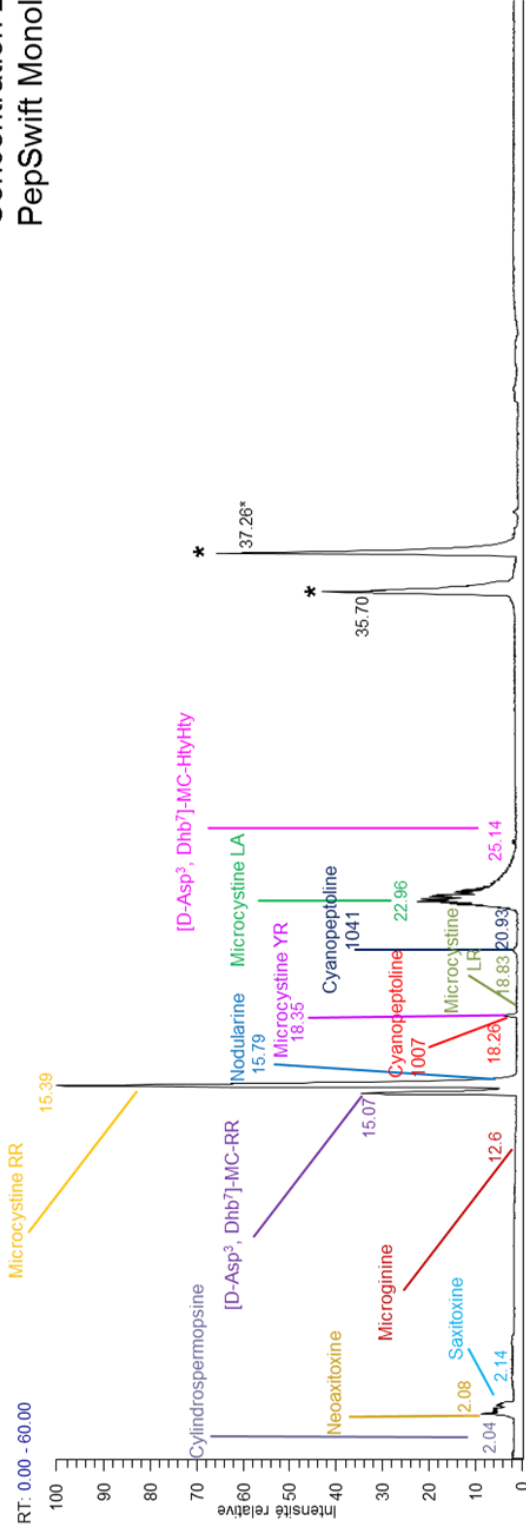 PepSwift Monol
RT: 0.00 - 60.00
Intensité relative
100
90
80
70
60
50
40
30
20
10
0
Cylindrospermopsine
2.04
Neoaxitoxine
2.08
Saxitoxine
2.14
Microginine
12.6
[D-Asp³, Dhb⁷]-MC-RR
15.07
Microcystine RR
15.39
Nodularine
15.79
Microcystine YR
18.35
Cyanopeptoline
1007
18.26
Microcystine
LR
18.83
Cyanopeptoline
1041
20.93
Microcystine LA
22.96
[D-Asp³, Dhb⁷]-MC-HtyHty
25.14
*
35.70
*
37.26*